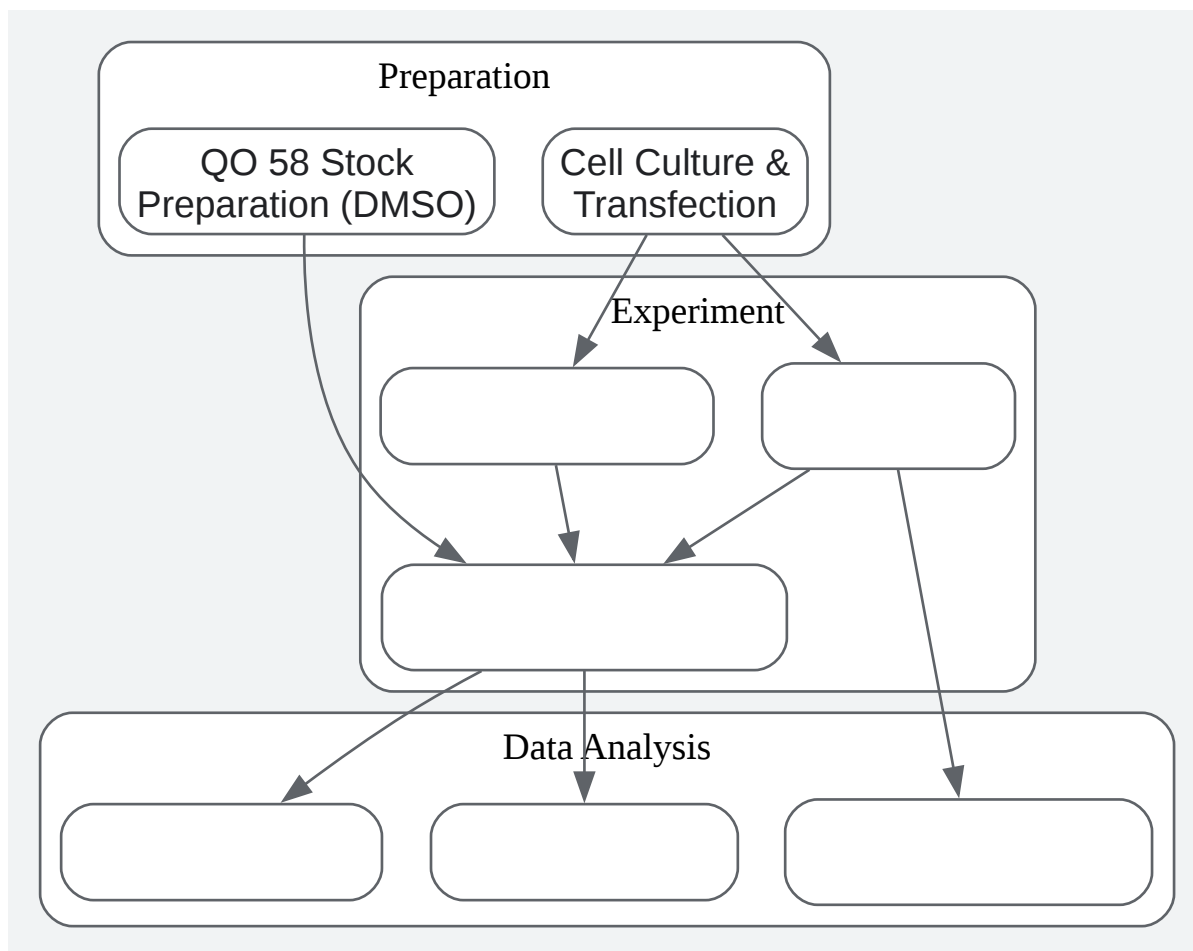 Preparation
QO 58 Stock
Preparation (DMSO)
Cell Culture &
Transfection
Experiment
Data Analysis